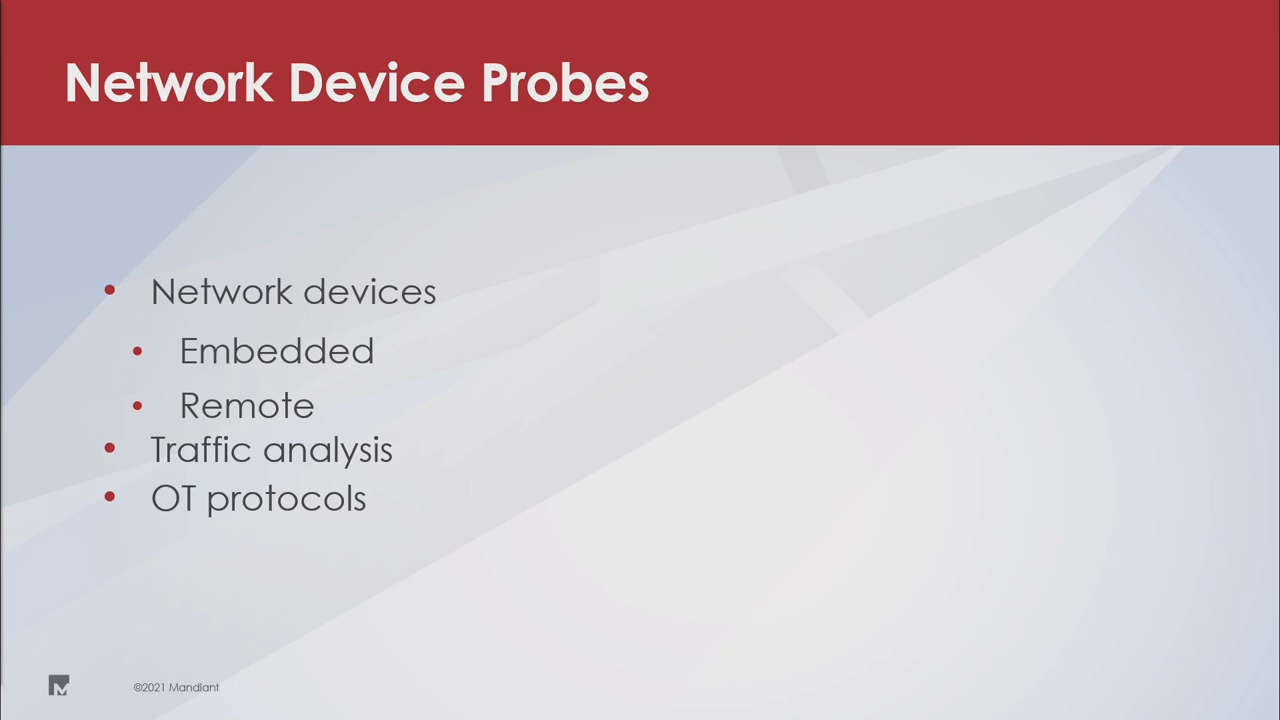 Network Device Probes
• Network devices
• Embedded
• Remote
• Traffic analysis
• OT protocols
©2021 Mandiant